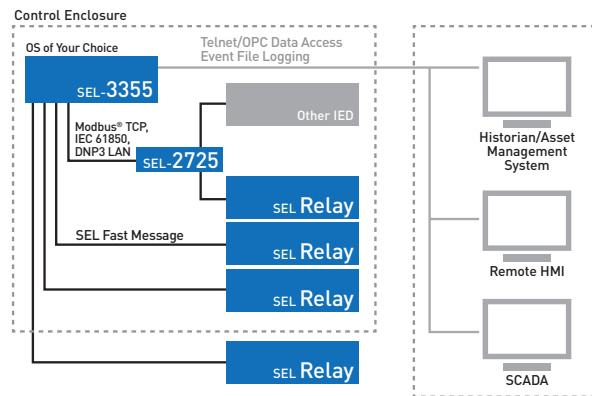 Control Enclosure
OS of Your Choice
SEL-3355
Telnet/OPC Data Access
Event File Logging
Modbus® TCP,
IEC 61850,
DNP3 LAN
SEL-2725
Other IED
SEL Relay
SEL Fast Message
SEL Relay
SEL Relay
SEL Relay
Historian/Asset
Management
System
Remote HMI
SCADA